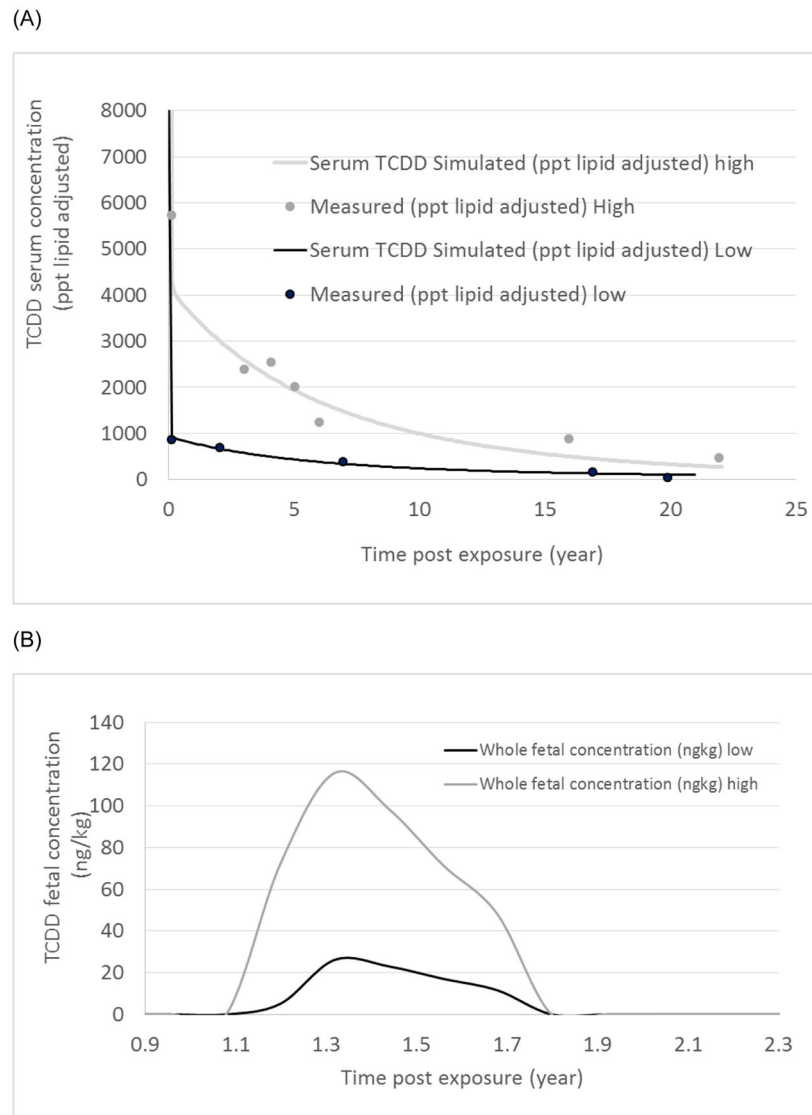 (A)
TCDD serum concentration
(ppt lipid adjusted)
8000
7000
6000
5000
4000
3000
2000
1000
0
Serum TCDD Simulated (ppt lipid adjusted) high
Measured (ppt lipid adjusted) High
Serum TCDD Simulated (ppt lipid adjusted) Low
Measured (ppt lipid adjusted) low
0 5 10 15 20 25
Time post exposure (year)
(B)
TCDD fetal concentration
(ng/kg)
140
120
100
80
60
40
20
0
Whole fetal concentration (ngkg) low
Whole fetal concentration (ngkg) high
0.9 1.1 1.3 1.5 1.7 1.9 2.1 2.3
Time post exposure (year)